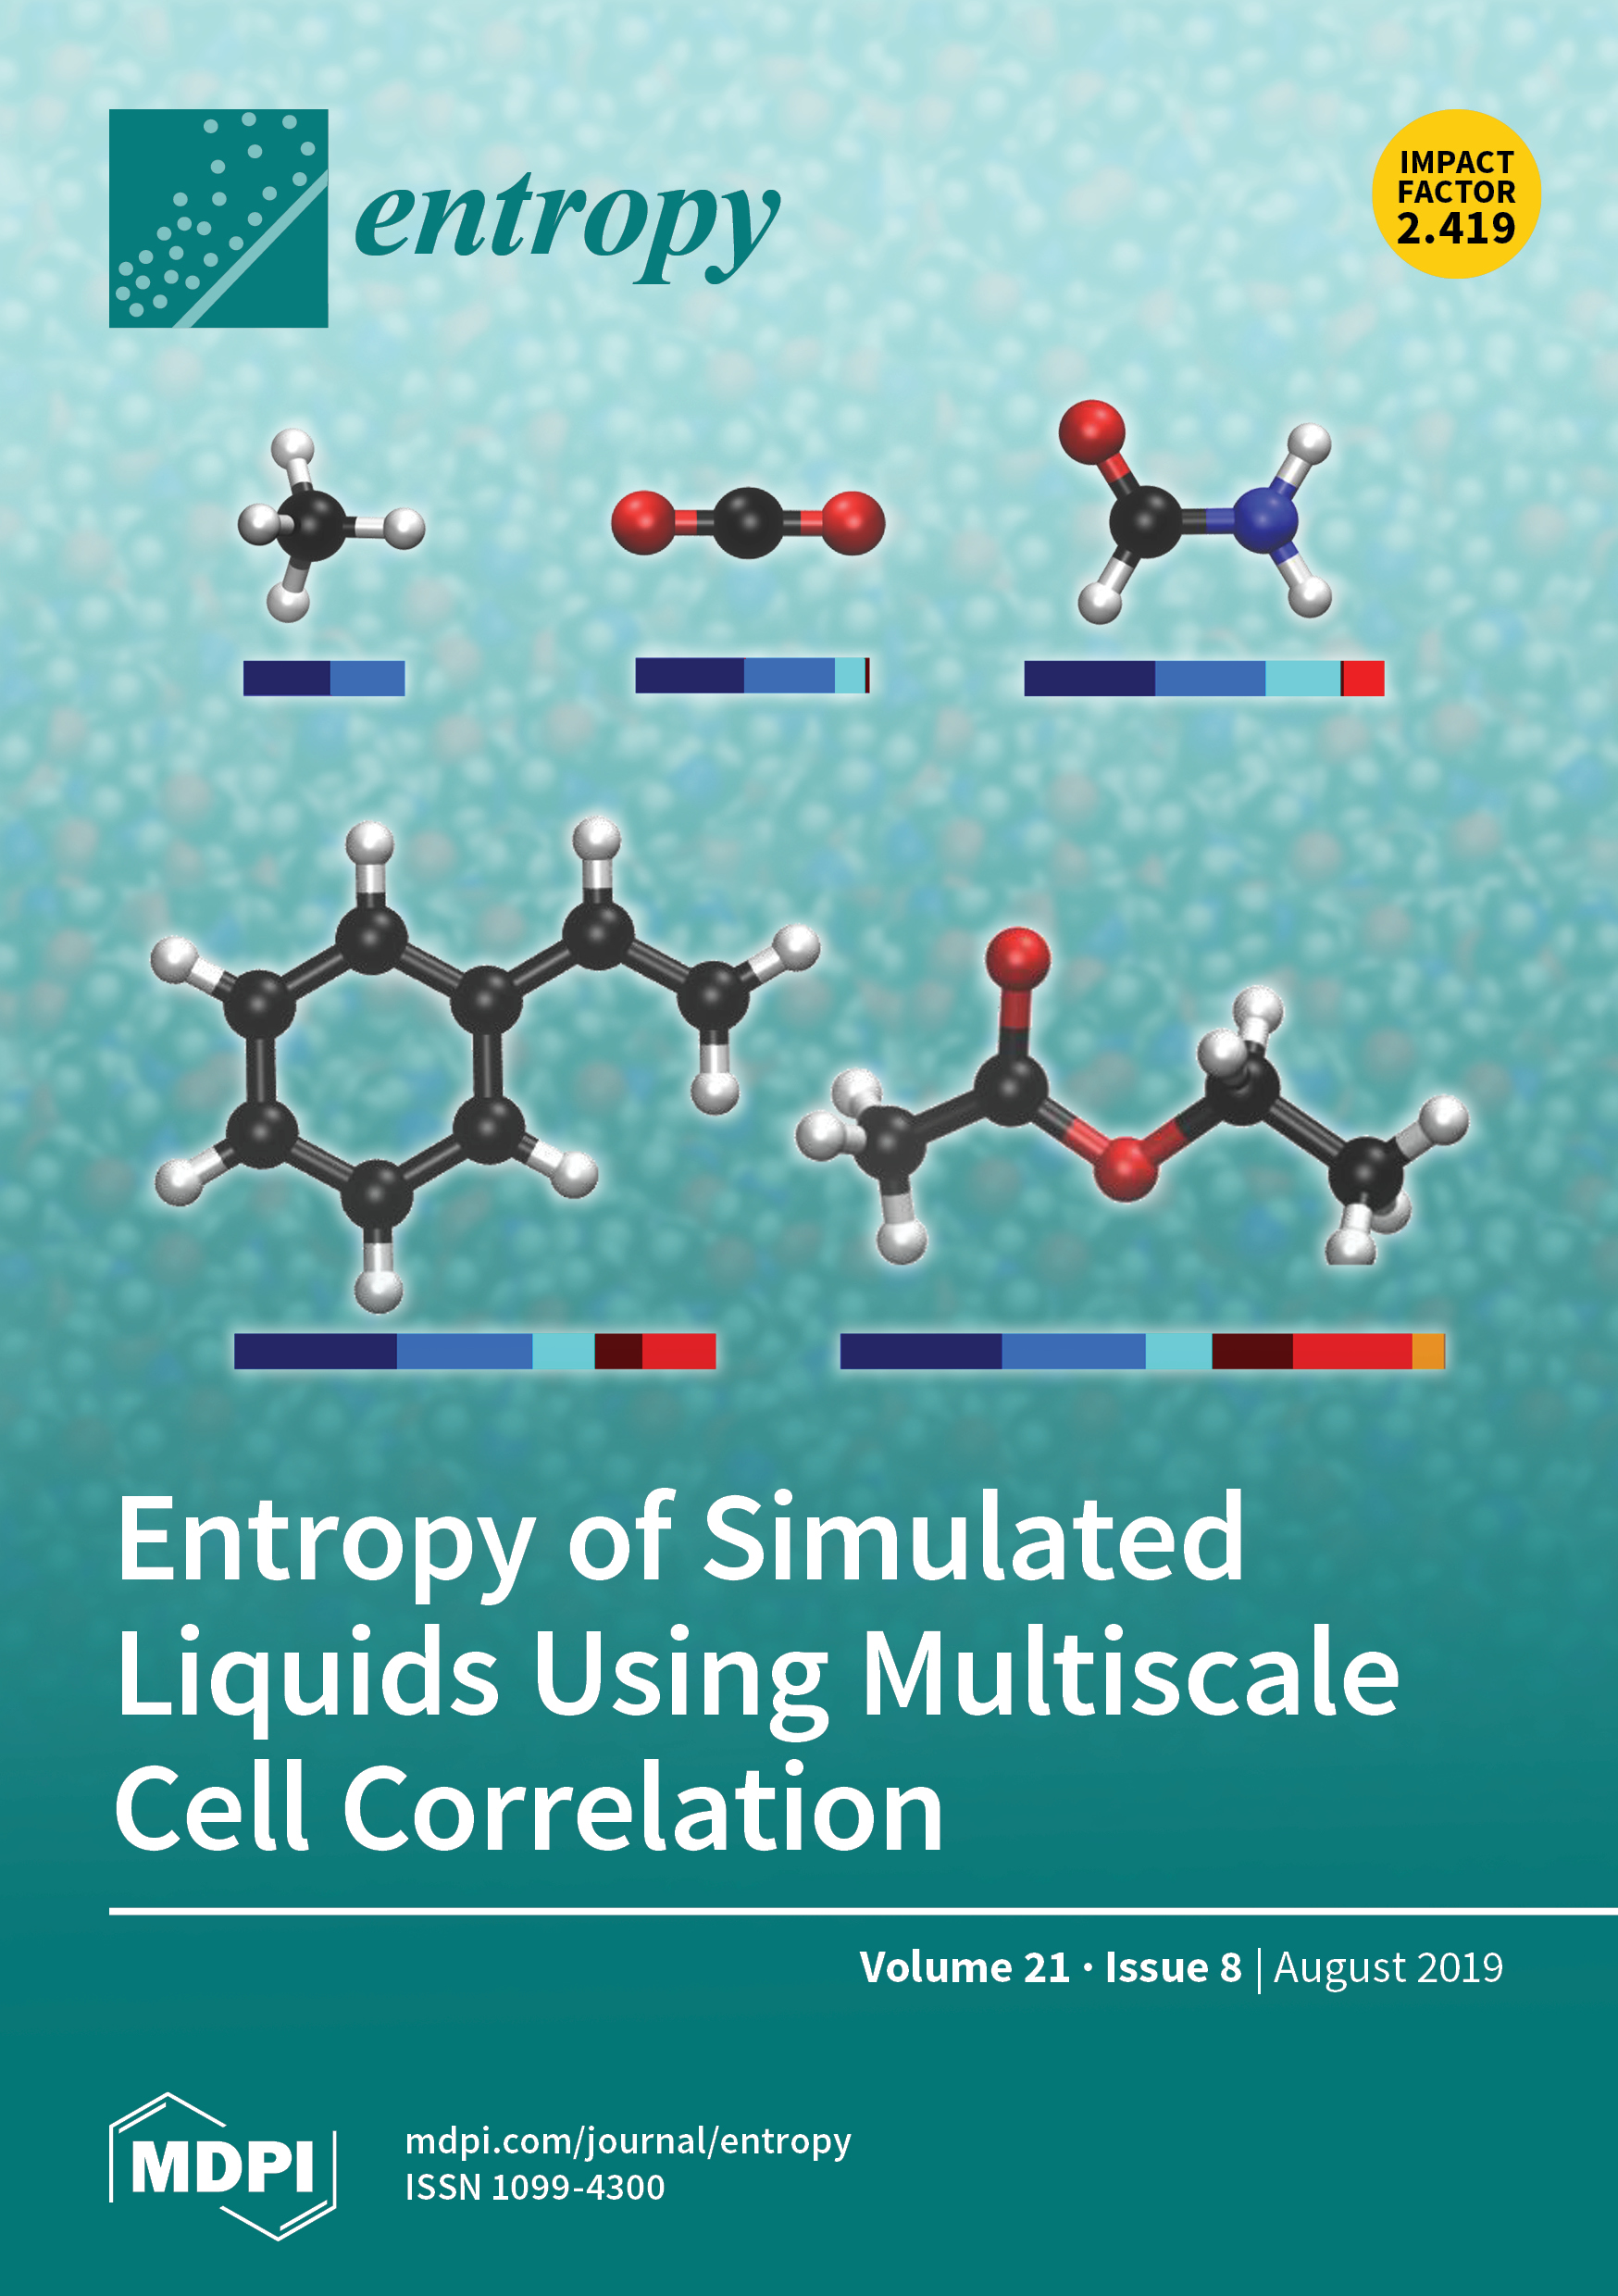 entropy
IMPACT
FACTOR
2.419
Entropy of Simulated
Liquids Using Multiscale
Cell Correlation
Volume 21 · Issue 8 | August 2019
MDPI
mdpi.com/journal/entropy
ISSN 1099-4300